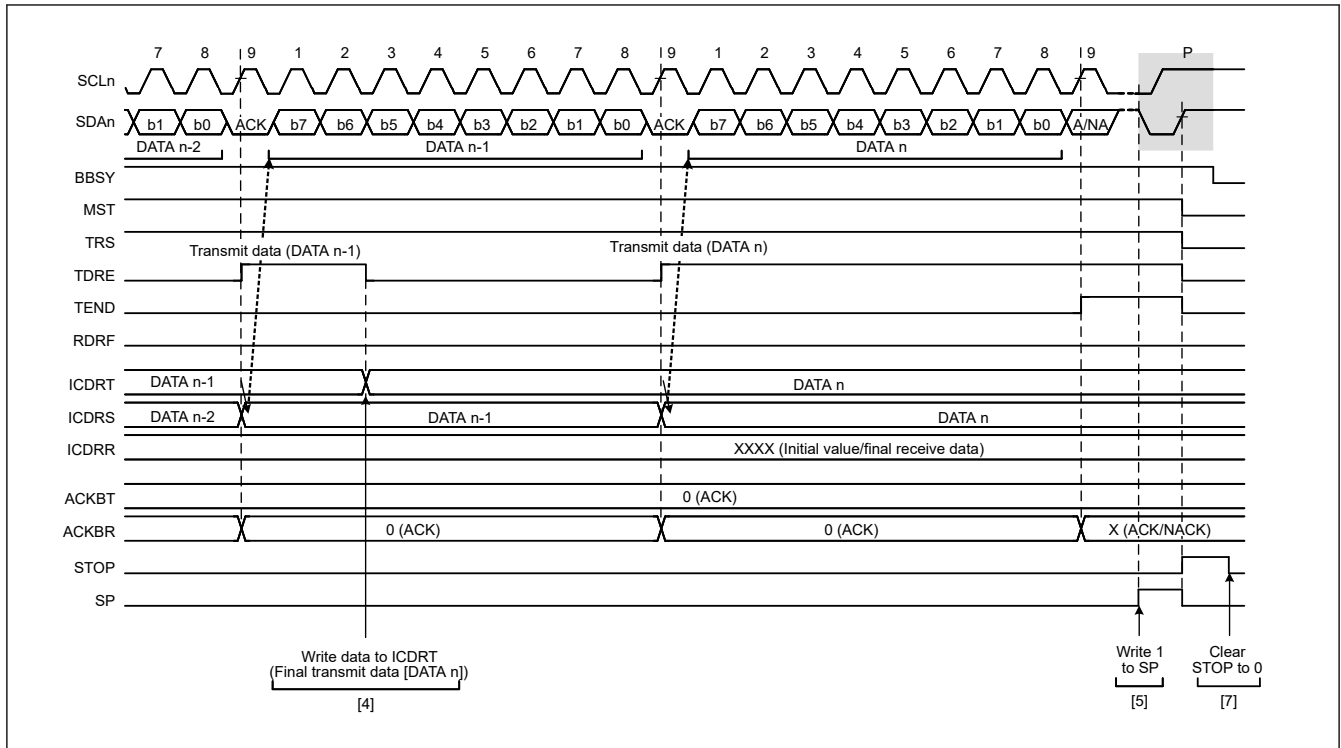 7 8 9 1 2 3 4 5 6 7 8 9 1 2 3 4 5 6 7 8 9 P
SCLn
SDAn b1 b0 ACK b7 b6 b5 b4 b3 b2 b1 b0 ACK b7 b6 b5 b4 b3 b2 b1 b0 A/NA
DATA n-2 DATA n-1 DATA n
BBSY
MST
TRS
Transmit data (DATA n-1) Transmit data (DATA n)
TDRE
TEND
RDRF
ICDRT DATA n-1 DATA n
ICDRS DATA n-2 DATA n-1 DATA n
ICDRR XXXX (Initial value/final receive data)
ACKBT 0 (ACK)
ACKBR 0 (ACK) 0 (ACK) X (ACK/NACK)
STOP
SP
Write data to ICDRT
(Final transmit data [DATA n])
[4]
Write 1
to SP
[5]
Clear
STOP to 0
[7]